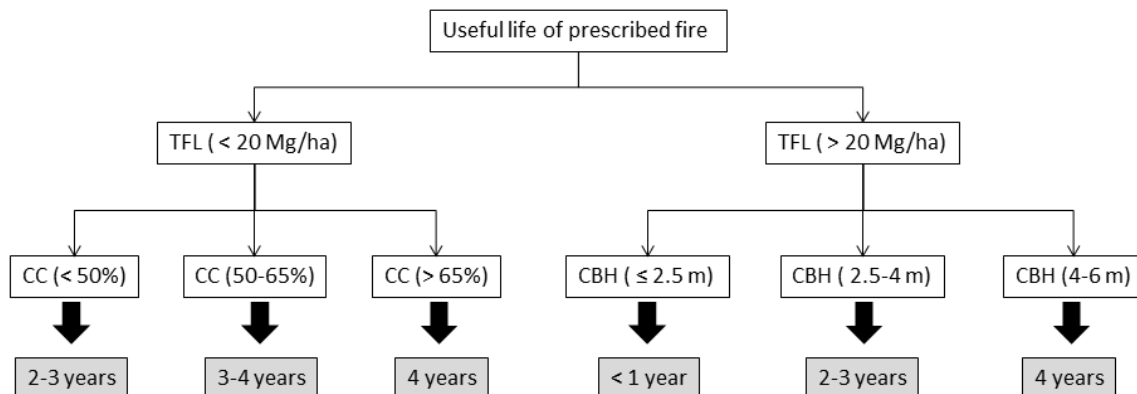 Useful life of prescribed fire
TFL ( < 20 Mg/ha)
TFL ( > 20 Mg/ha)
CC (< 50%)
CC (50-65%)
CC (> 65%)
CBH ( ≤ 2.5 m)
CBH ( 2.5-4 m)
CBH (4-6 m)
2-3 years
3-4 years
4 years
< 1 year
2-3 years
4 years